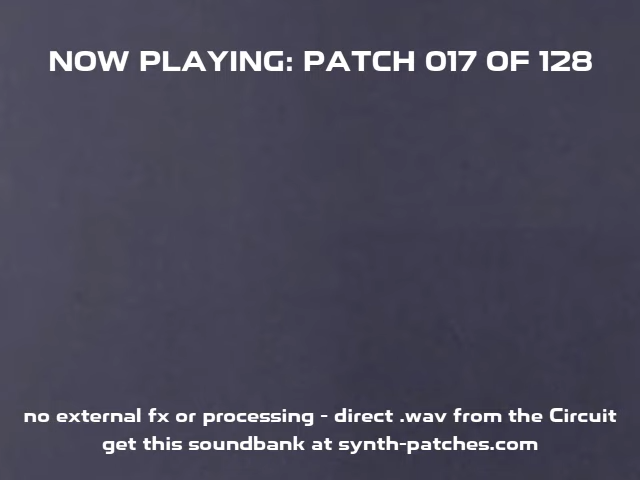 NOW PLAYING: PATCH 017 OF 128
no external fx or processing - direct .wav from the Circuit
get this soundbank at synth-patches.com